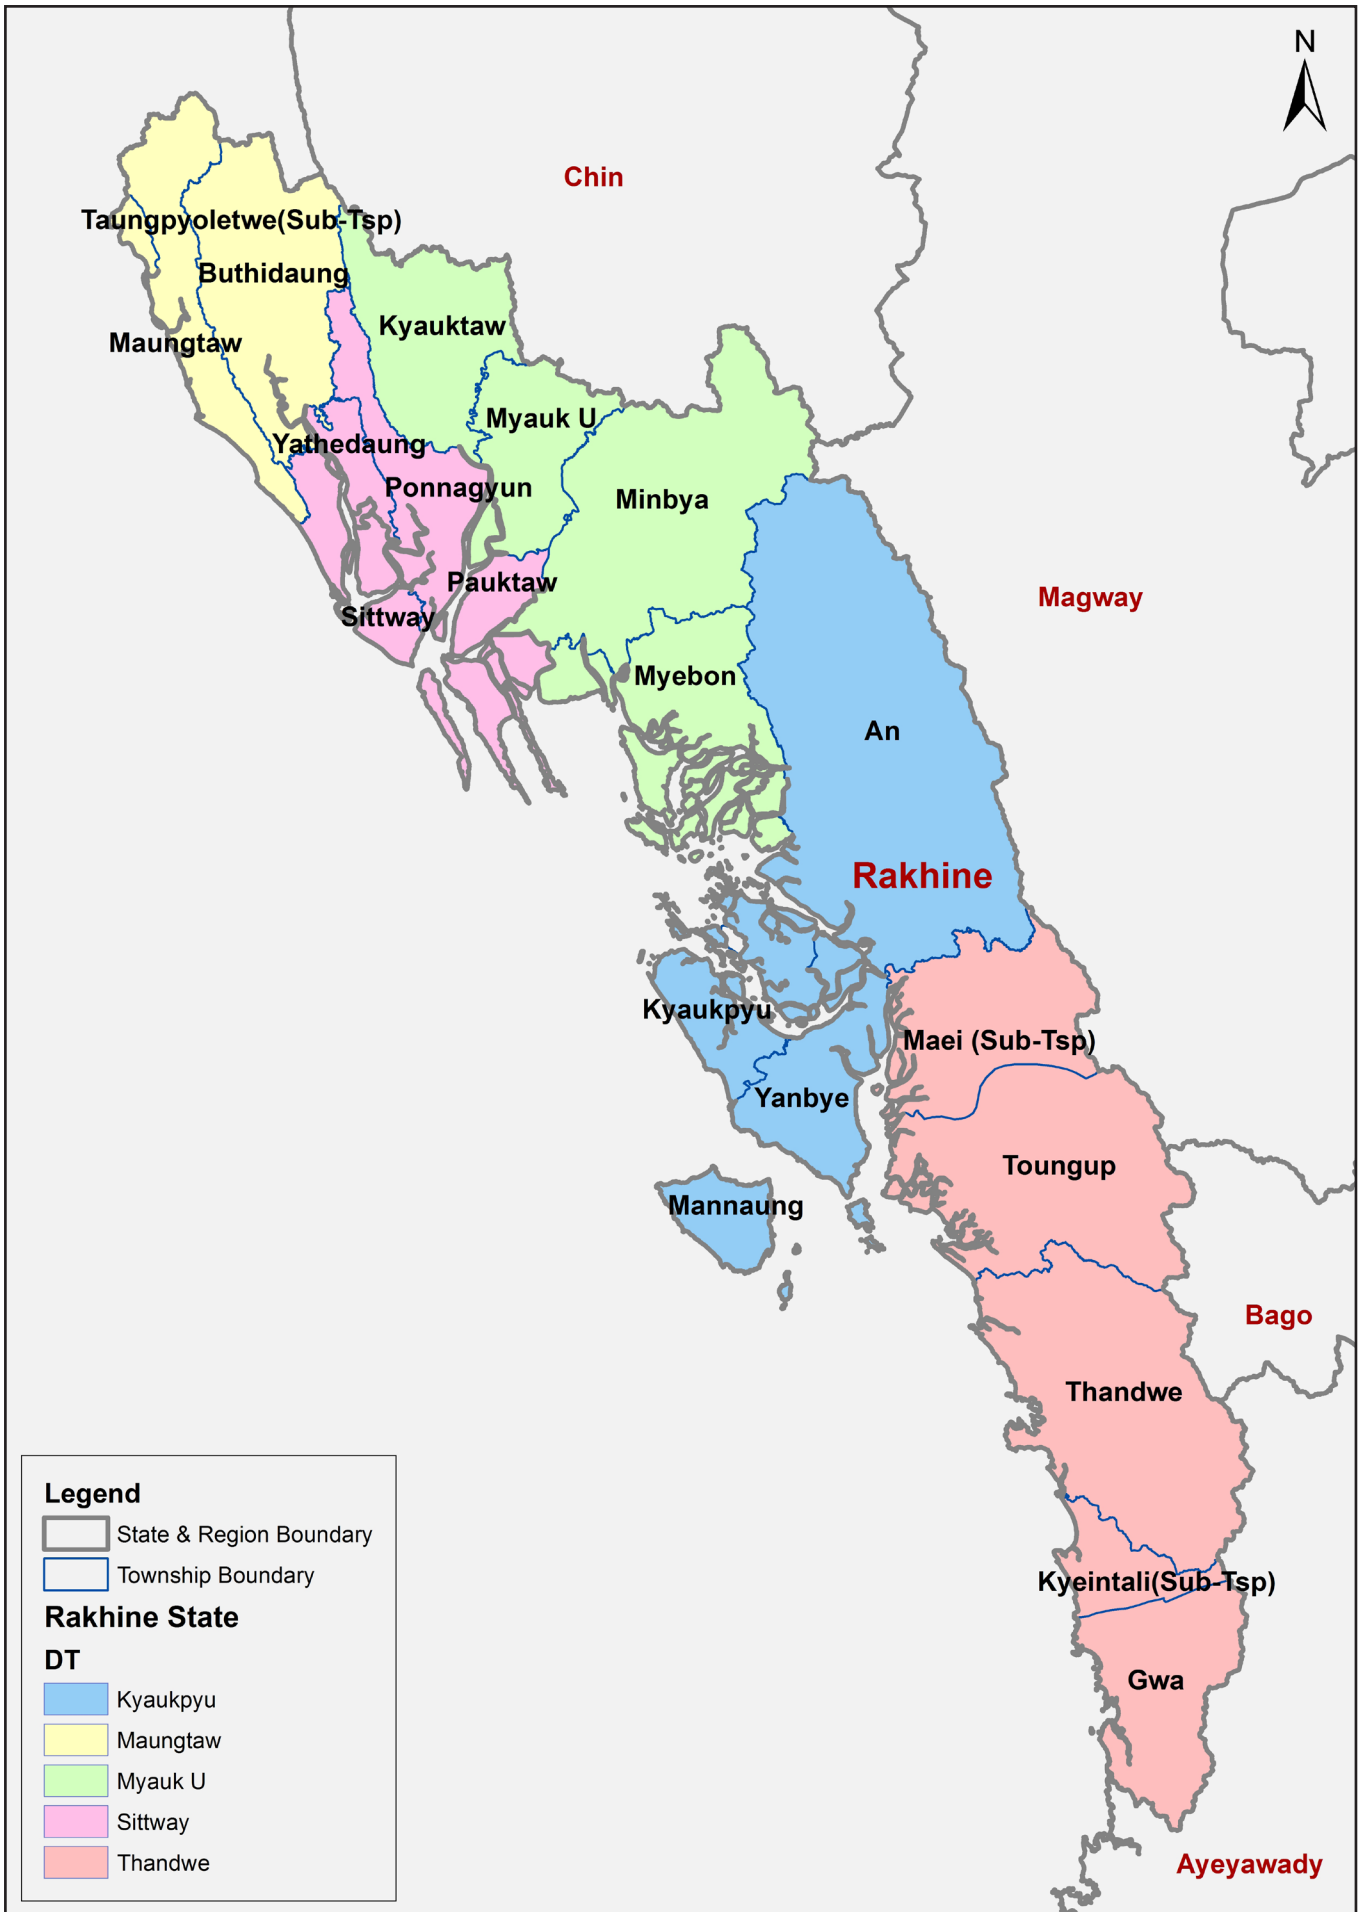 N
Chin
Taungpyoletwe(Sub-Tsp)
Buthidaung
Kyauktaw
Maungtaw
Myauk U
Yathedaung
Ponnagyun
Minbya
Pauktaw
Magway
Sittway
Myebon
An
Rakhine
Kyaukpyu
Maei (Sub-Tsp)
Yanbye
Toungup
Mannaung
Bago
Thandwe
Kyeintali(Sub-Tsp)
Gwa
Ayeyawady
Legend
State & Region Boundary
Township Boundary
Rakhine State
DT
Kyaukpyu
Maungtaw
Myauk U
Sittway
Thandwe